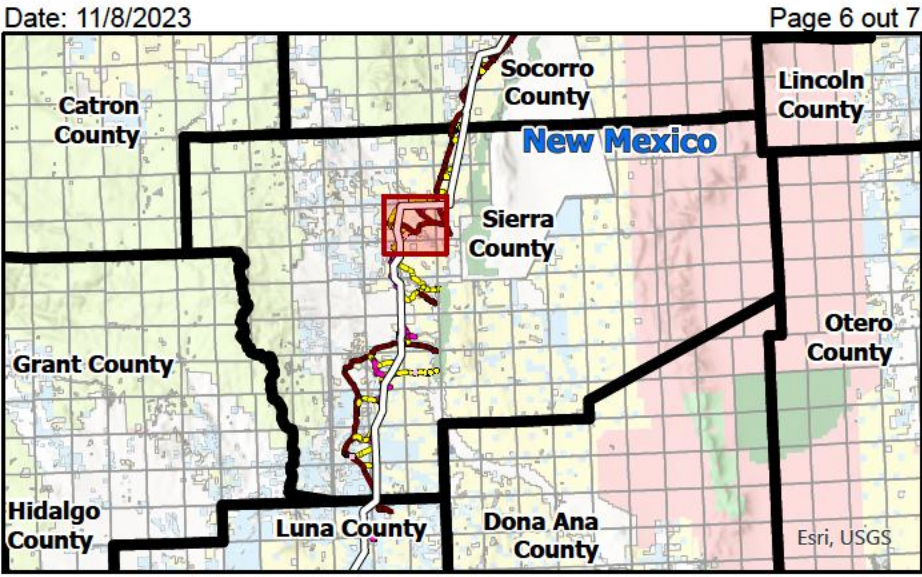 Date: 11/8/2023
Page 6 out 7
Socorro
County
Lincoln
County
Catron
County
New Mexico
Sierra
County
Otero
County
Grant County
Hidalgo
County
Luna County
Dona Ana
County
Esri, USGS